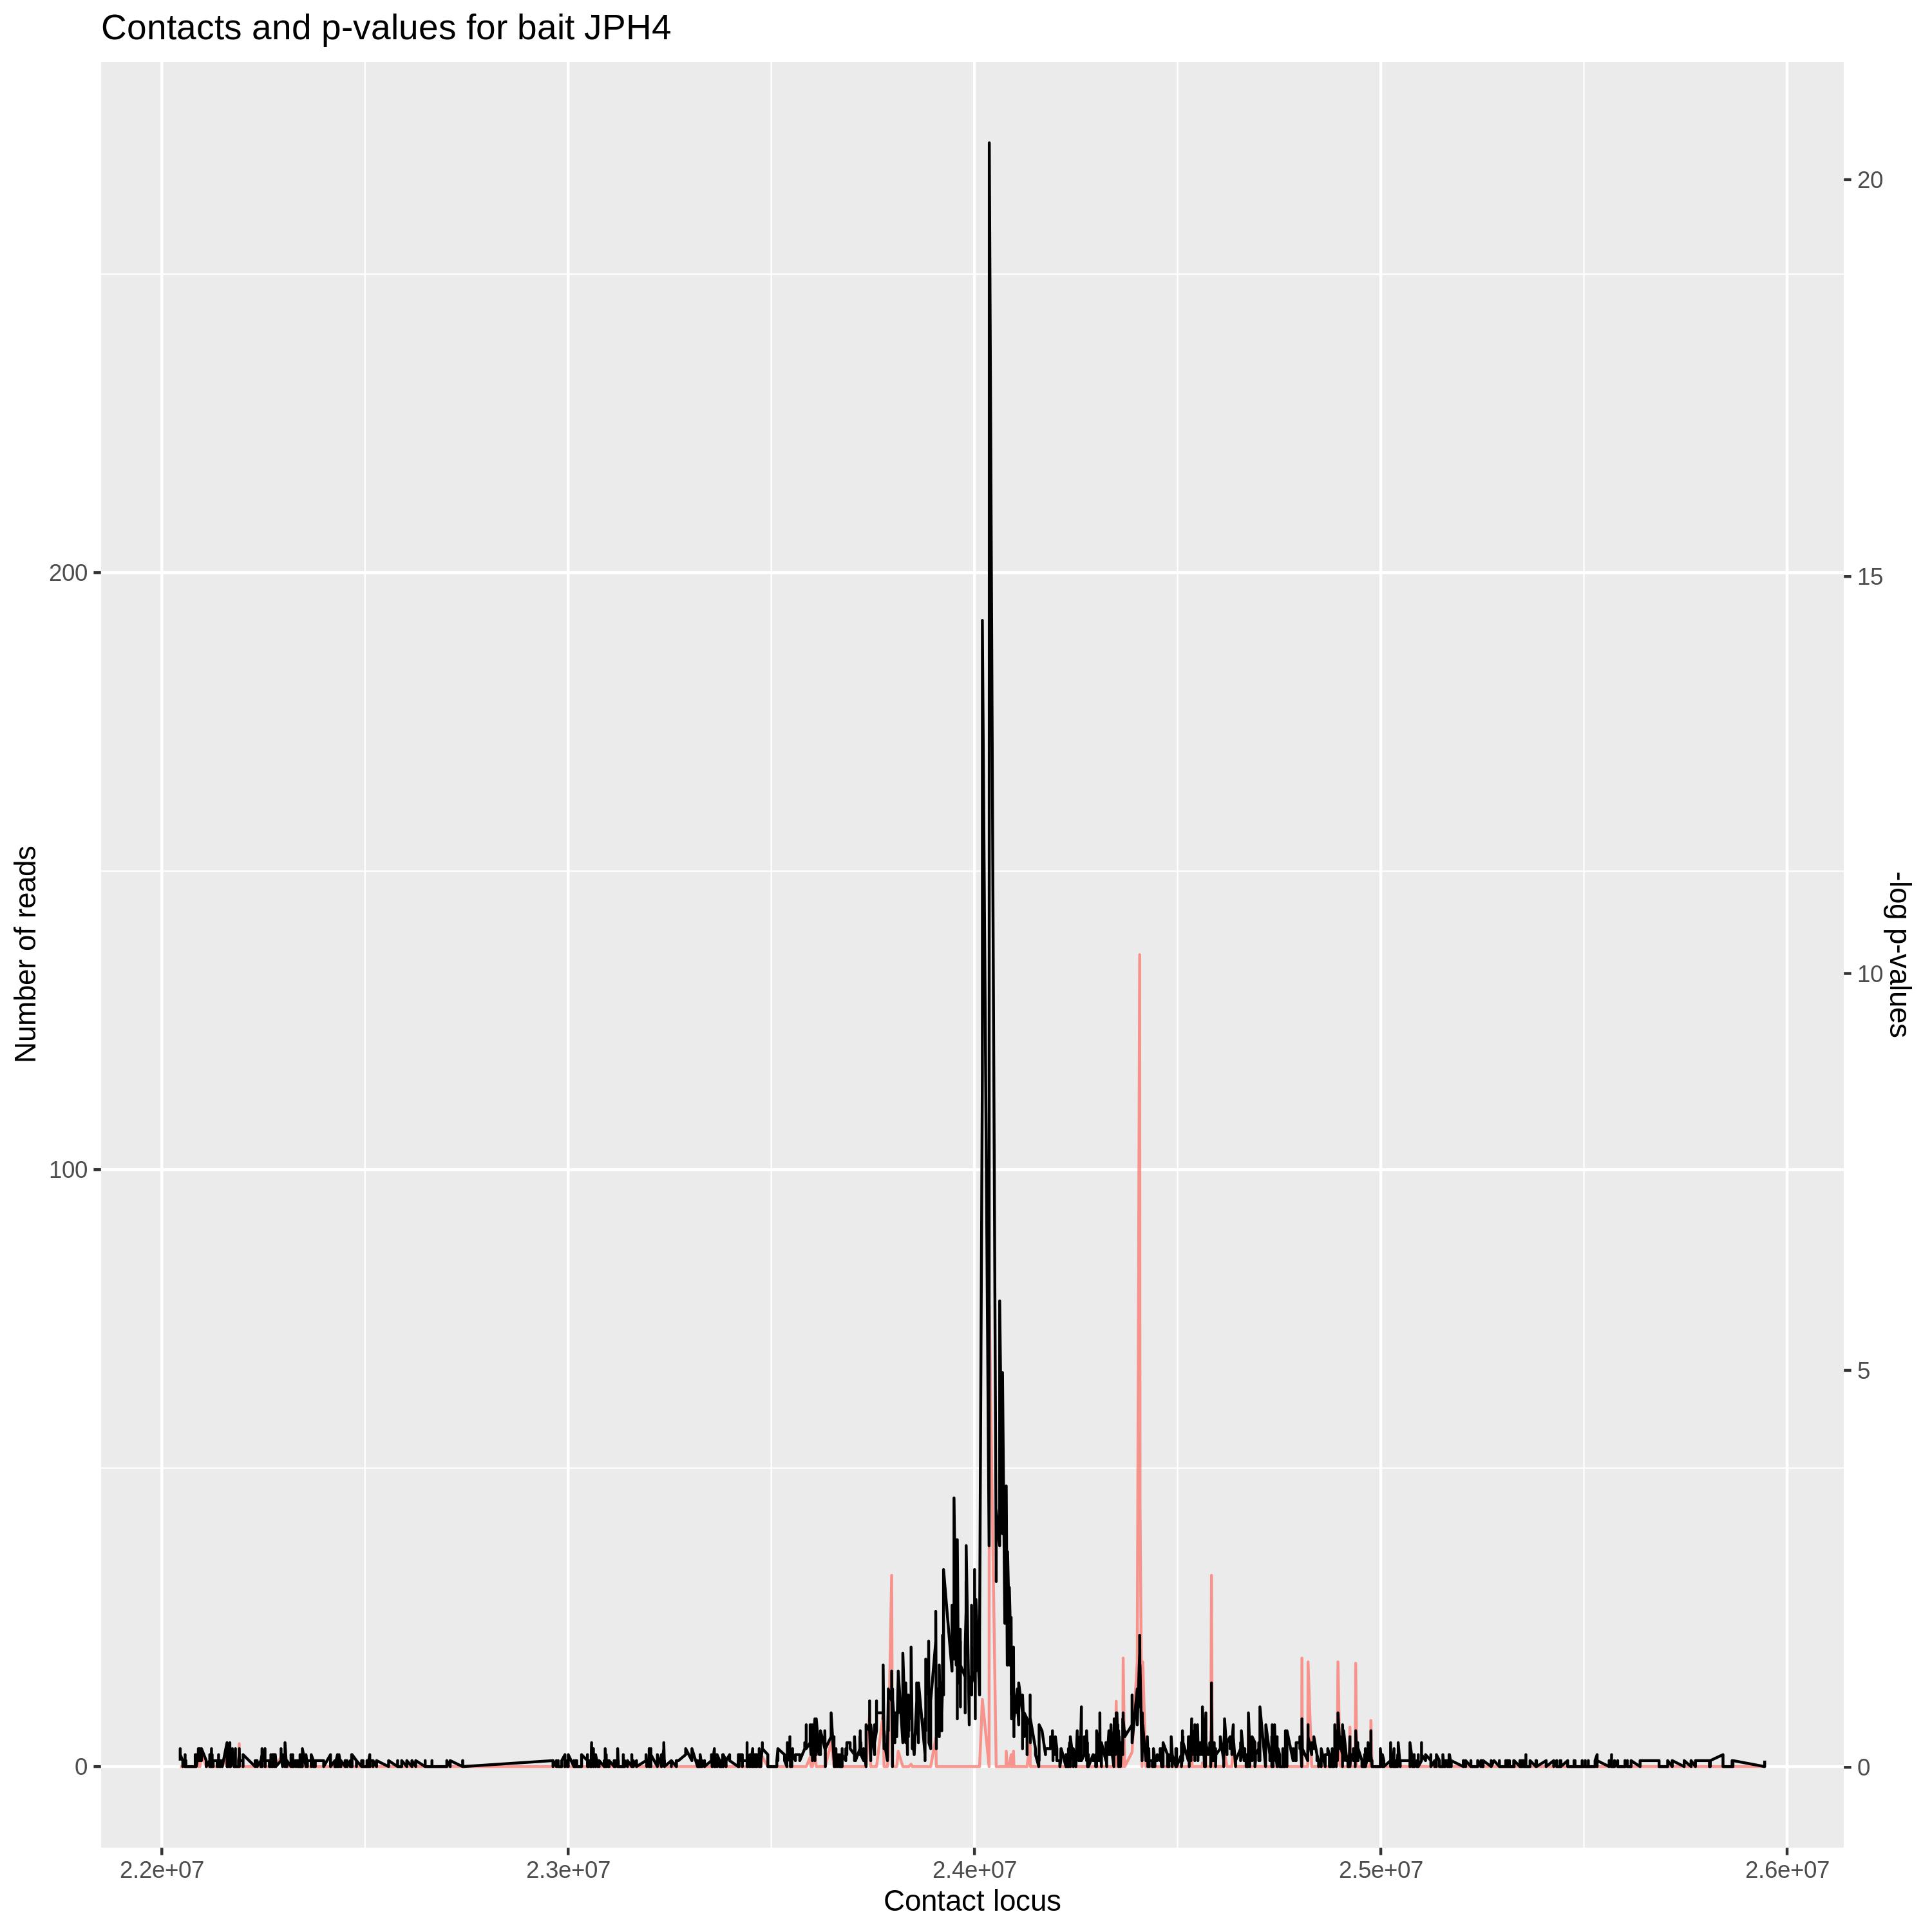 Contacts and p-values for bait JPH4
Number of reads
200
100
0
20
15
10
5
0
-log p-values
2.2e+07 2.3e+07 2.4e+07 2.5e+07 2.6e+07
Contact locus